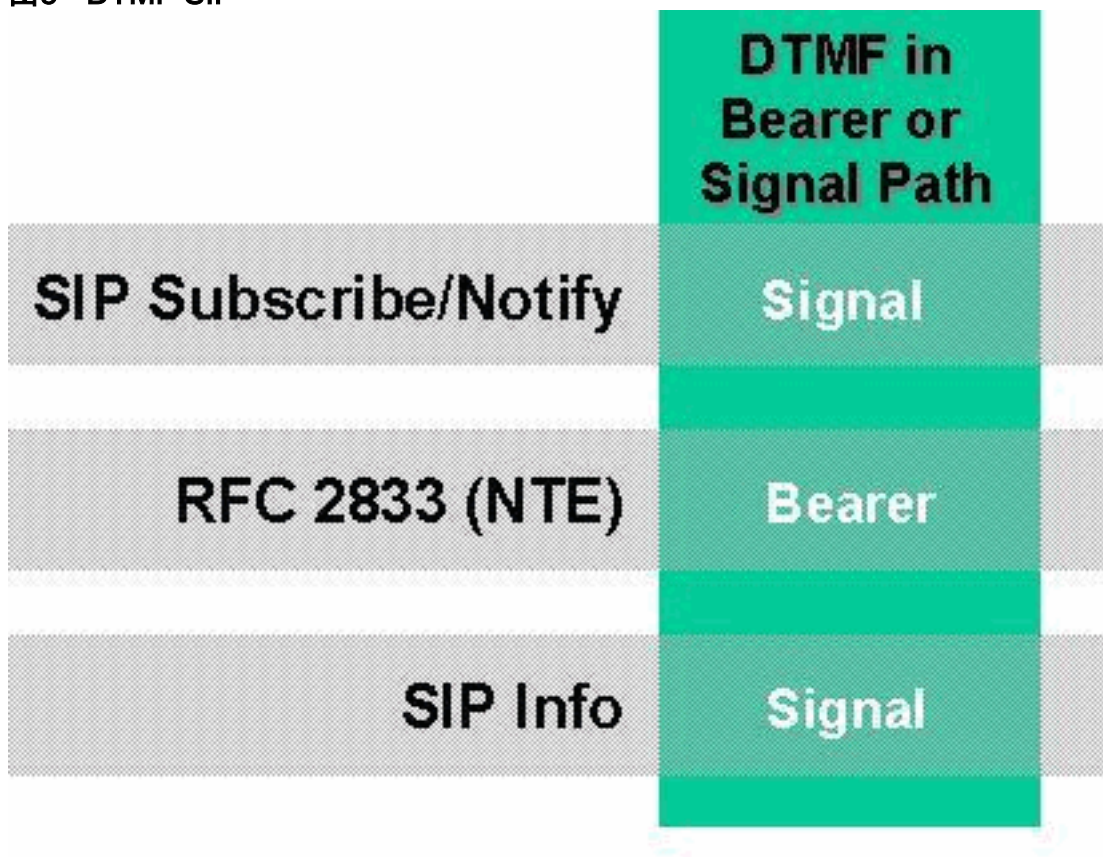 DTMF in
Bearer or
Signal Path
SIP Subscribe/Notify Signal
RFC 2833 (NTE) Bearer
SIP Info Signal